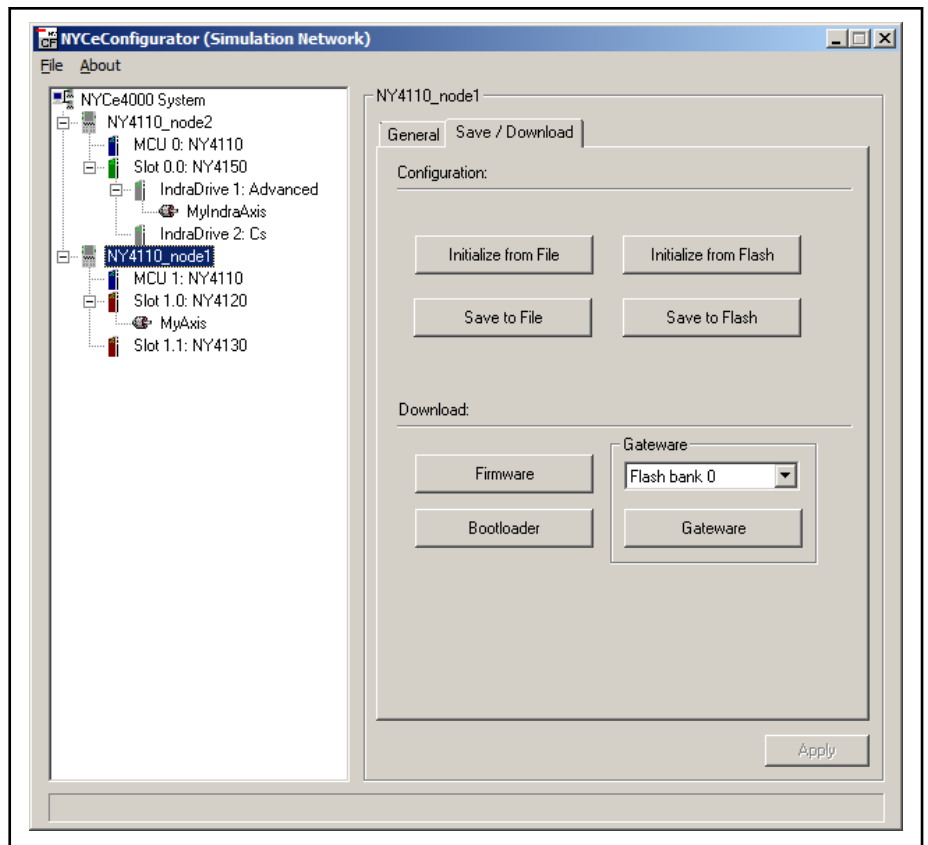 NYCeConfigurator (Simulation Network)
File About
NYCe4000 System
NY4110_node2
MCU 0: NY4110
Slot 0.0: NY4150
IndraDrive 1: Advanced
MyIndraAxis
IndraDrive 2: Cs
NY4110_node1
MCU 1: NY4110
Slot 1.0: NY4120
MyAxis
Slot 1.1: NY4130
NY4110_node1
General Save / Download
Configuration:
Initialize from File Initialize from Flash
Save to File Save to Flash
Download:
Gateware
Firmware Flash bank 0
Bootloader Gateware
Apply